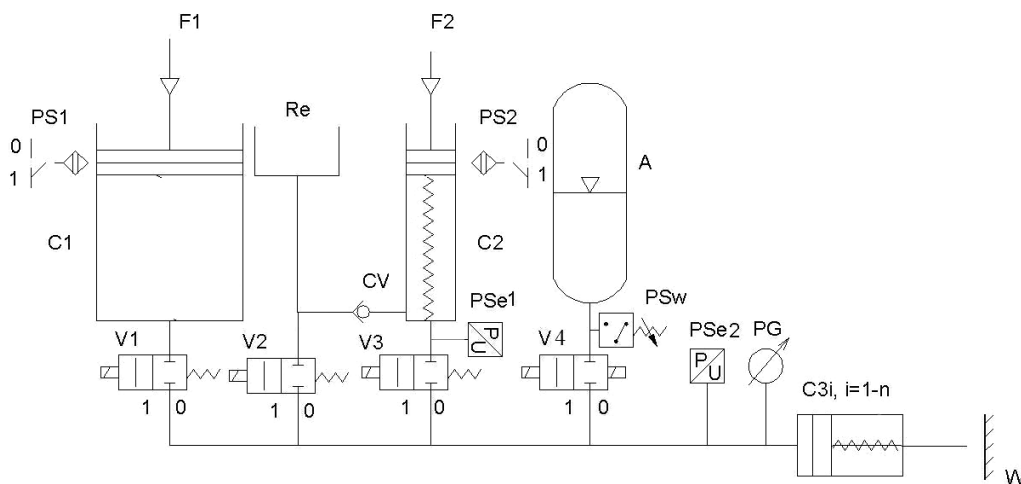 F1
F2
PS1
Re
PS2
0
0
1
1
A
C1
C2
CV
PSe1
PSw
PSe2
PG
V1
V2
V3
V4
P
U
P
U
C3i, i=1-n
1 0
1 0
1 0
1 0
W